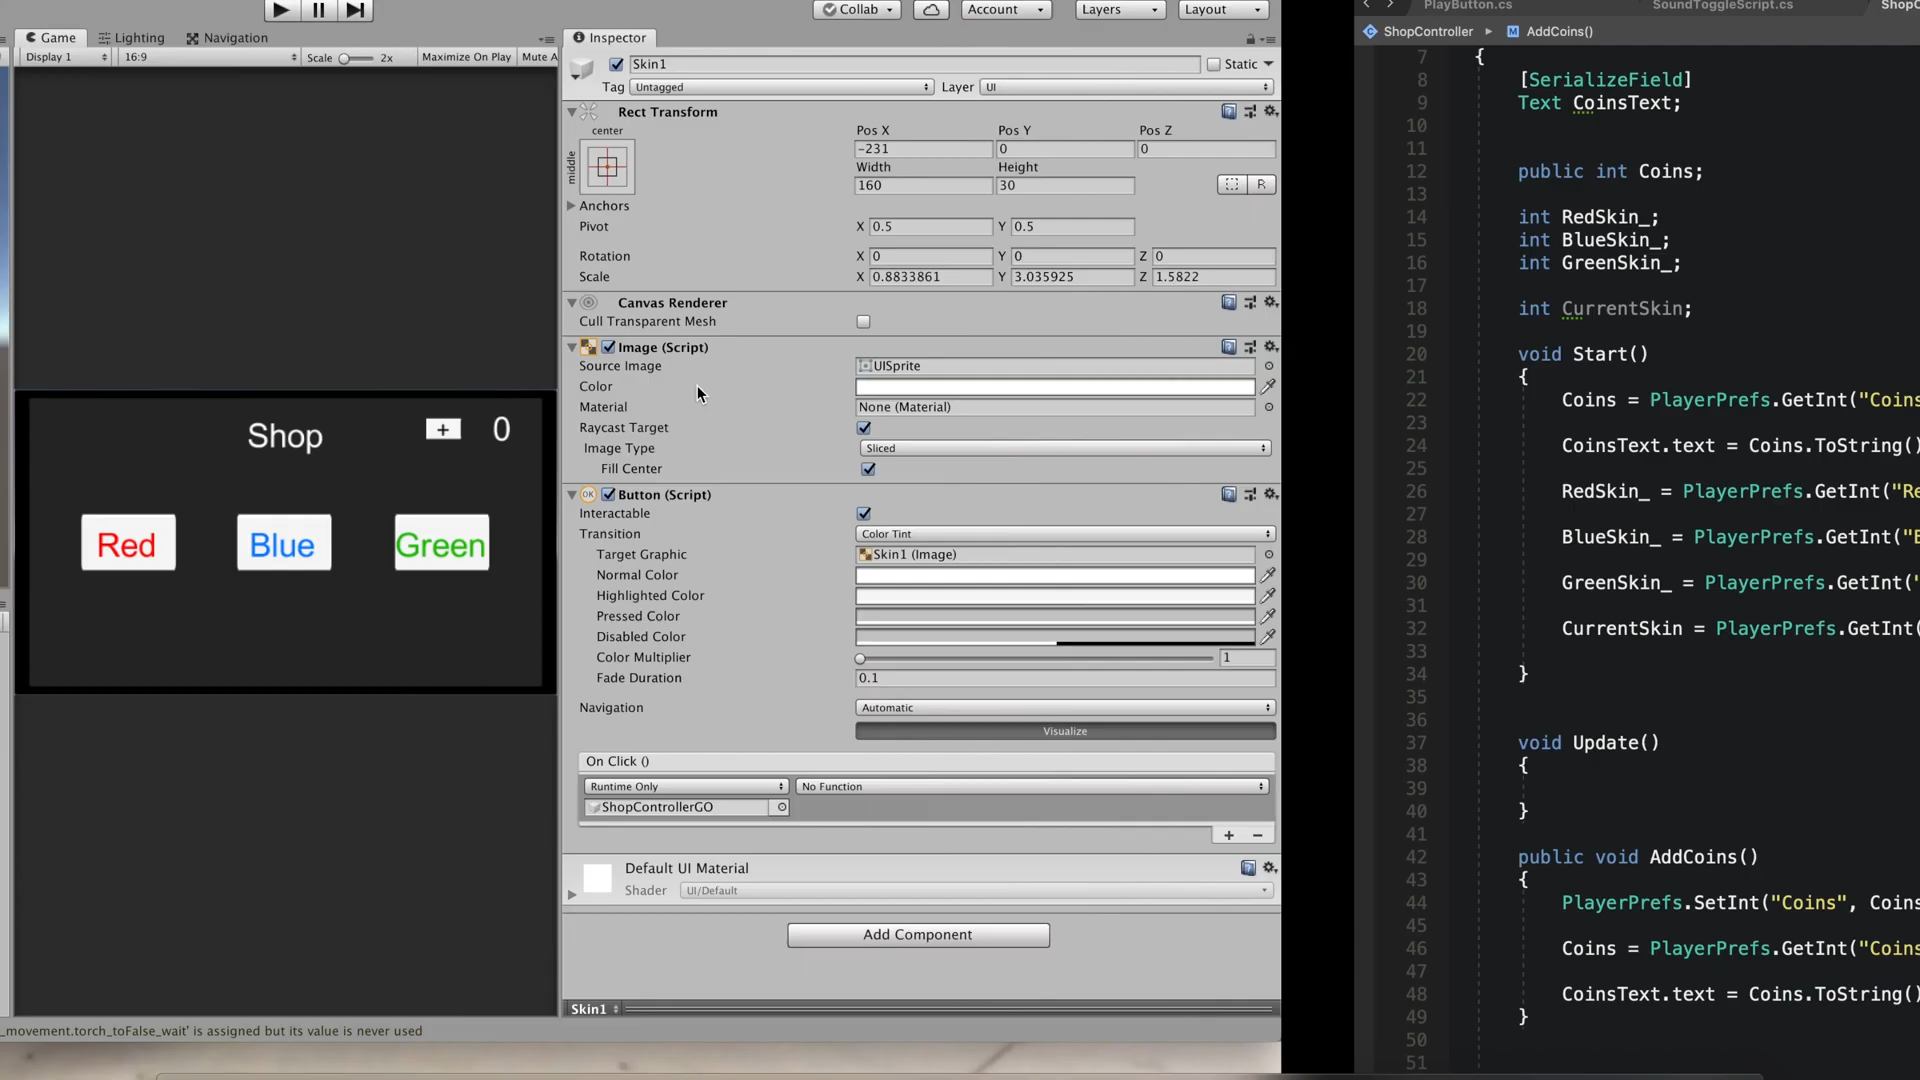 Collab
Account
Layers
Layout
Game
Lighting
Navigation
Display 1
16:9
Scale
2x
Maximize On Play
Mute A
Shop
+
0
Red
Blue
Green
Inspector
Skin1
Static
Tag
Untagged
Layer
UI
Rect Transform
center
middle
Pos X
Pos Y
Pos Z
-231
0
0
Width
Height
160
30
R
Anchors
Pivot
X
0.5
Y
0.5
Rotation
X
0
Y
0
Z
0
Scale
X
0.8833861
Y
3.035925
Z
1.5822
Canvas Renderer
Cull Transparent Mesh
Image (Script)
Source Image
UISprite
Color
Material
None (Material)
Raycast Target
Image Type
Sliced
Fill Center
OK
Button (Script)
Interactable
Transition
Color Tint
Target Graphic
Skin1 (Image)
Normal Color
Highlighted Color
Pressed Color
Disabled Color
Color Multiplier
1
Fade Duration
0.1
Navigation
Automatic
Visualize
On Click ()
Runtime Only
No Function
ShopControllerGO
+
−
Default UI Material
Shader
UI/Default
Add Component
Skin1
_movement.torch_toFalse_wait' is assigned but its value is never used
PlayButton.cs
SoundToggleScript.cs
ShopC
ShopController
M
AddCoins()
7 {
8 [SerializeField]
9 Text CoinsText;
10
11
12 public int Coins;
13
14 int RedSkin_;
15 int BlueSkin_;
16 int GreenSkin_;
17
18 int CurrentSkin;
19
20 void Start()
21 {
22 Coins = PlayerPrefs.GetInt("Coins
23
24 CoinsText.text = Coins.ToString()
25
26 RedSkin_ = PlayerPrefs.GetInt("Re
27
28 BlueSkin_ = PlayerPrefs.GetInt("B
29
30 GreenSkin_ = PlayerPrefs.GetInt("
31
32 CurrentSkin = PlayerPrefs.GetInt(
33
34 }
35
36
37 void Update()
38 {
39
40 }
41
42 public void AddCoins()
43 {
44 PlayerPrefs.SetInt("Coins", Coins
45
46 Coins = PlayerPrefs.GetInt("Coins
47
48 CoinsText.text = Coins.ToString()
49 }
50
51